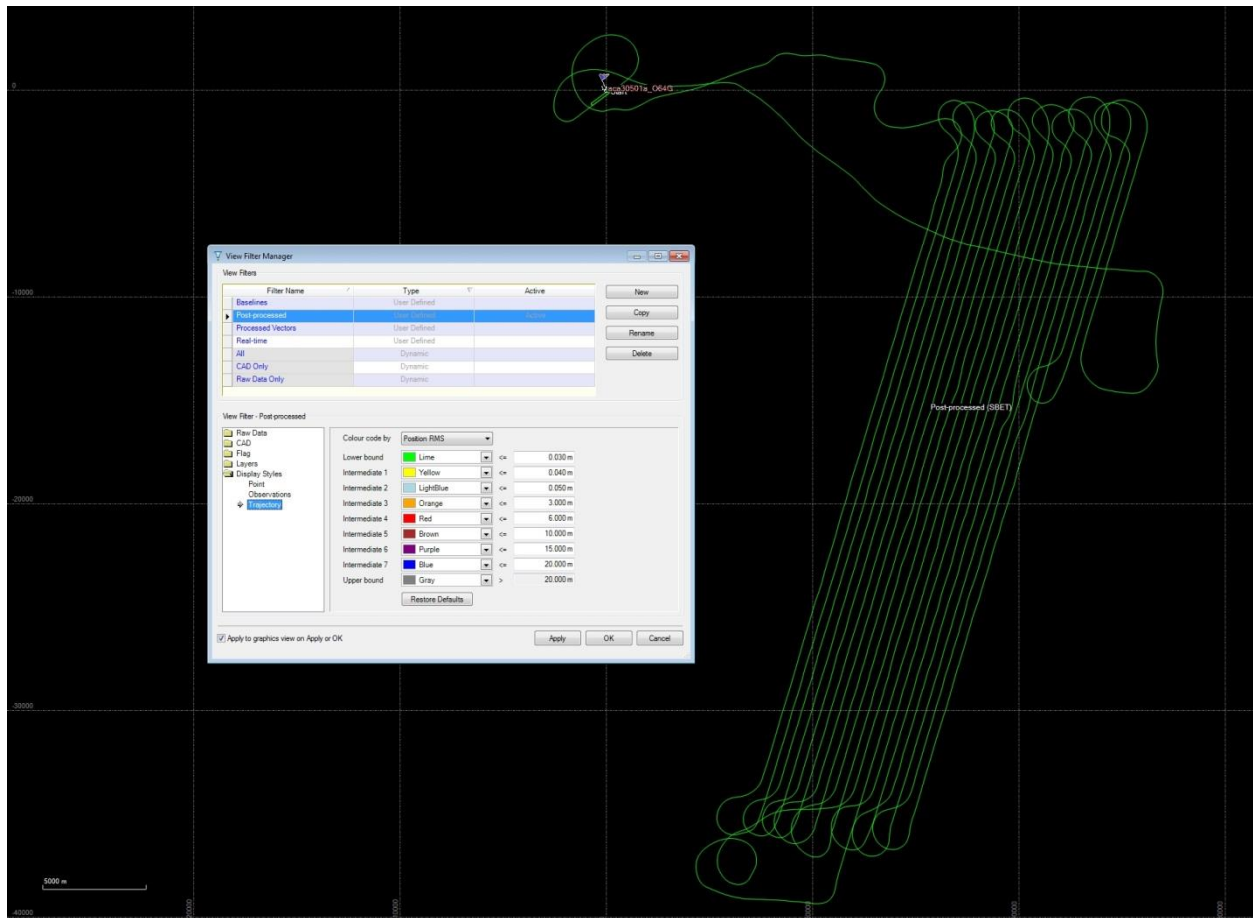 0
aca30501a_O64G
Start
-10000
-20000
-30000
-40000
Post-processed (SBET)
5000 m
View Filter Manager
View Filters
Filter Name Type Active
Baselines User Defined
Post-processed User Defined Active
Processed Vectors User Defined
Real-time User Defined
All Dynamic
CAD Only Dynamic
Raw Data Only Dynamic
New
Copy
Rename
Delete
View Filter - Post-processed
Raw Data
CAD
Flag
Layers
Display Styles
Point
Observations
Trajectory
Colour code by Position RMS
Lower bound Lime <= 0.030 m
Intermediate 1 Yellow <= 0.040 m
Intermediate 2 LightBlue <= 0.050 m
Intermediate 3 Orange <= 3.000 m
Intermediate 4 Red <= 6.000 m
Intermediate 5 Brown <= 10.000 m
Intermediate 6 Purple <= 15.000 m
Intermediate 7 Blue <= 20.000 m
Upper bound Gray > 20.000 m
Restore Defaults
Apply to graphics view on Apply or OK
Apply OK Cancel